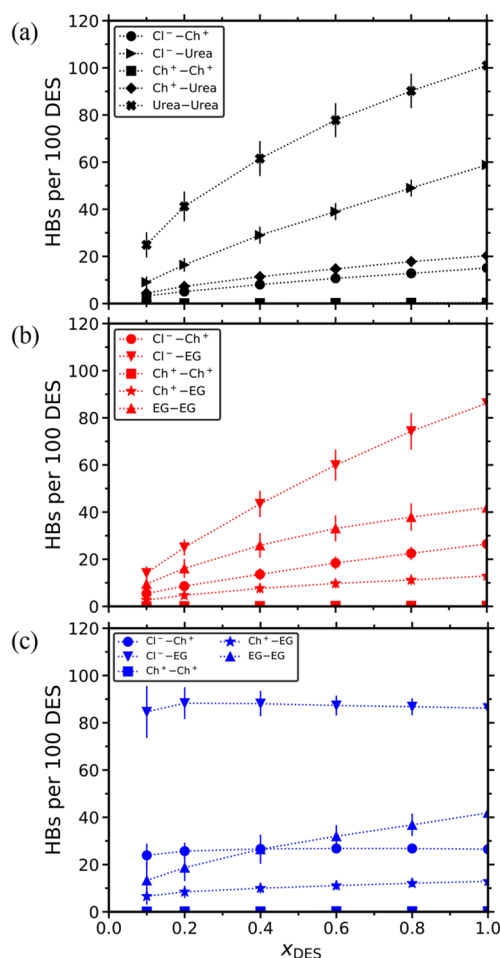 (a)
120
100
80
60
40
20
0
HBs per 100 DES
Cl⁻−Ch⁺
Cl⁻−Urea
Ch⁺−Ch⁺
Ch⁺−Urea
Urea−Urea
(b)
120
100
80
60
40
20
0
HBs per 100 DES
Cl⁻−Ch⁺
Cl⁻−EG
Ch⁺−Ch⁺
Ch⁺−EG
EG−EG
(c)
120
100
80
60
40
20
0
HBs per 100 DES
Cl⁻−Ch⁺ Ch⁺−EG
Cl⁻−EG EG−EG
Ch⁺−Ch⁺
0.0 0.2 0.4 0.6 0.8 1.0
x_DES